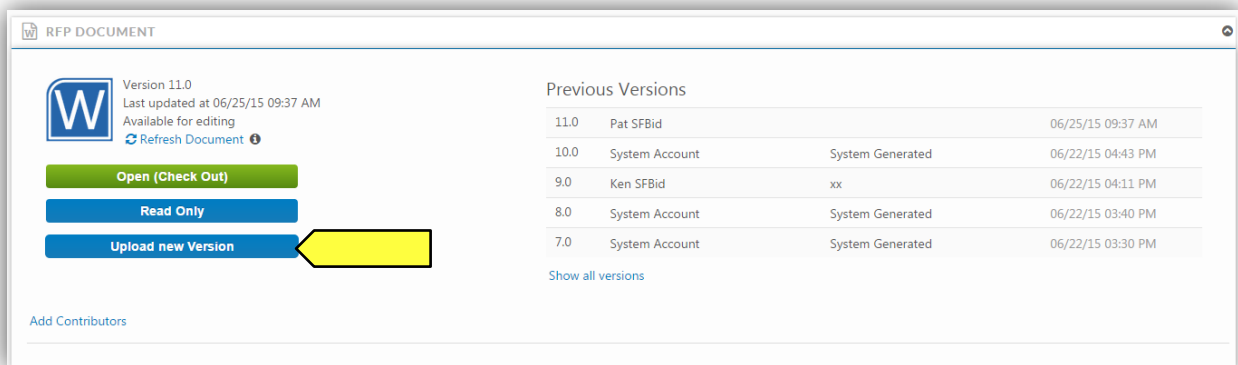 RFP DOCUMENT
W
Version 11.0
Last updated at 06/25/15 09:37 AM
Available for editing
Refresh Document
Open (Check Out)
Read Only
Upload new Version
Previous Versions
11.0 Pat SFBid 06/25/15 09:37 AM
10.0 System Account System Generated 06/22/15 04:43 PM
9.0 Ken SFBid xx 06/22/15 04:11 PM
8.0 System Account System Generated 06/22/15 03:40 PM
7.0 System Account System Generated 06/22/15 03:30 PM
Show all versions
Add Contributors